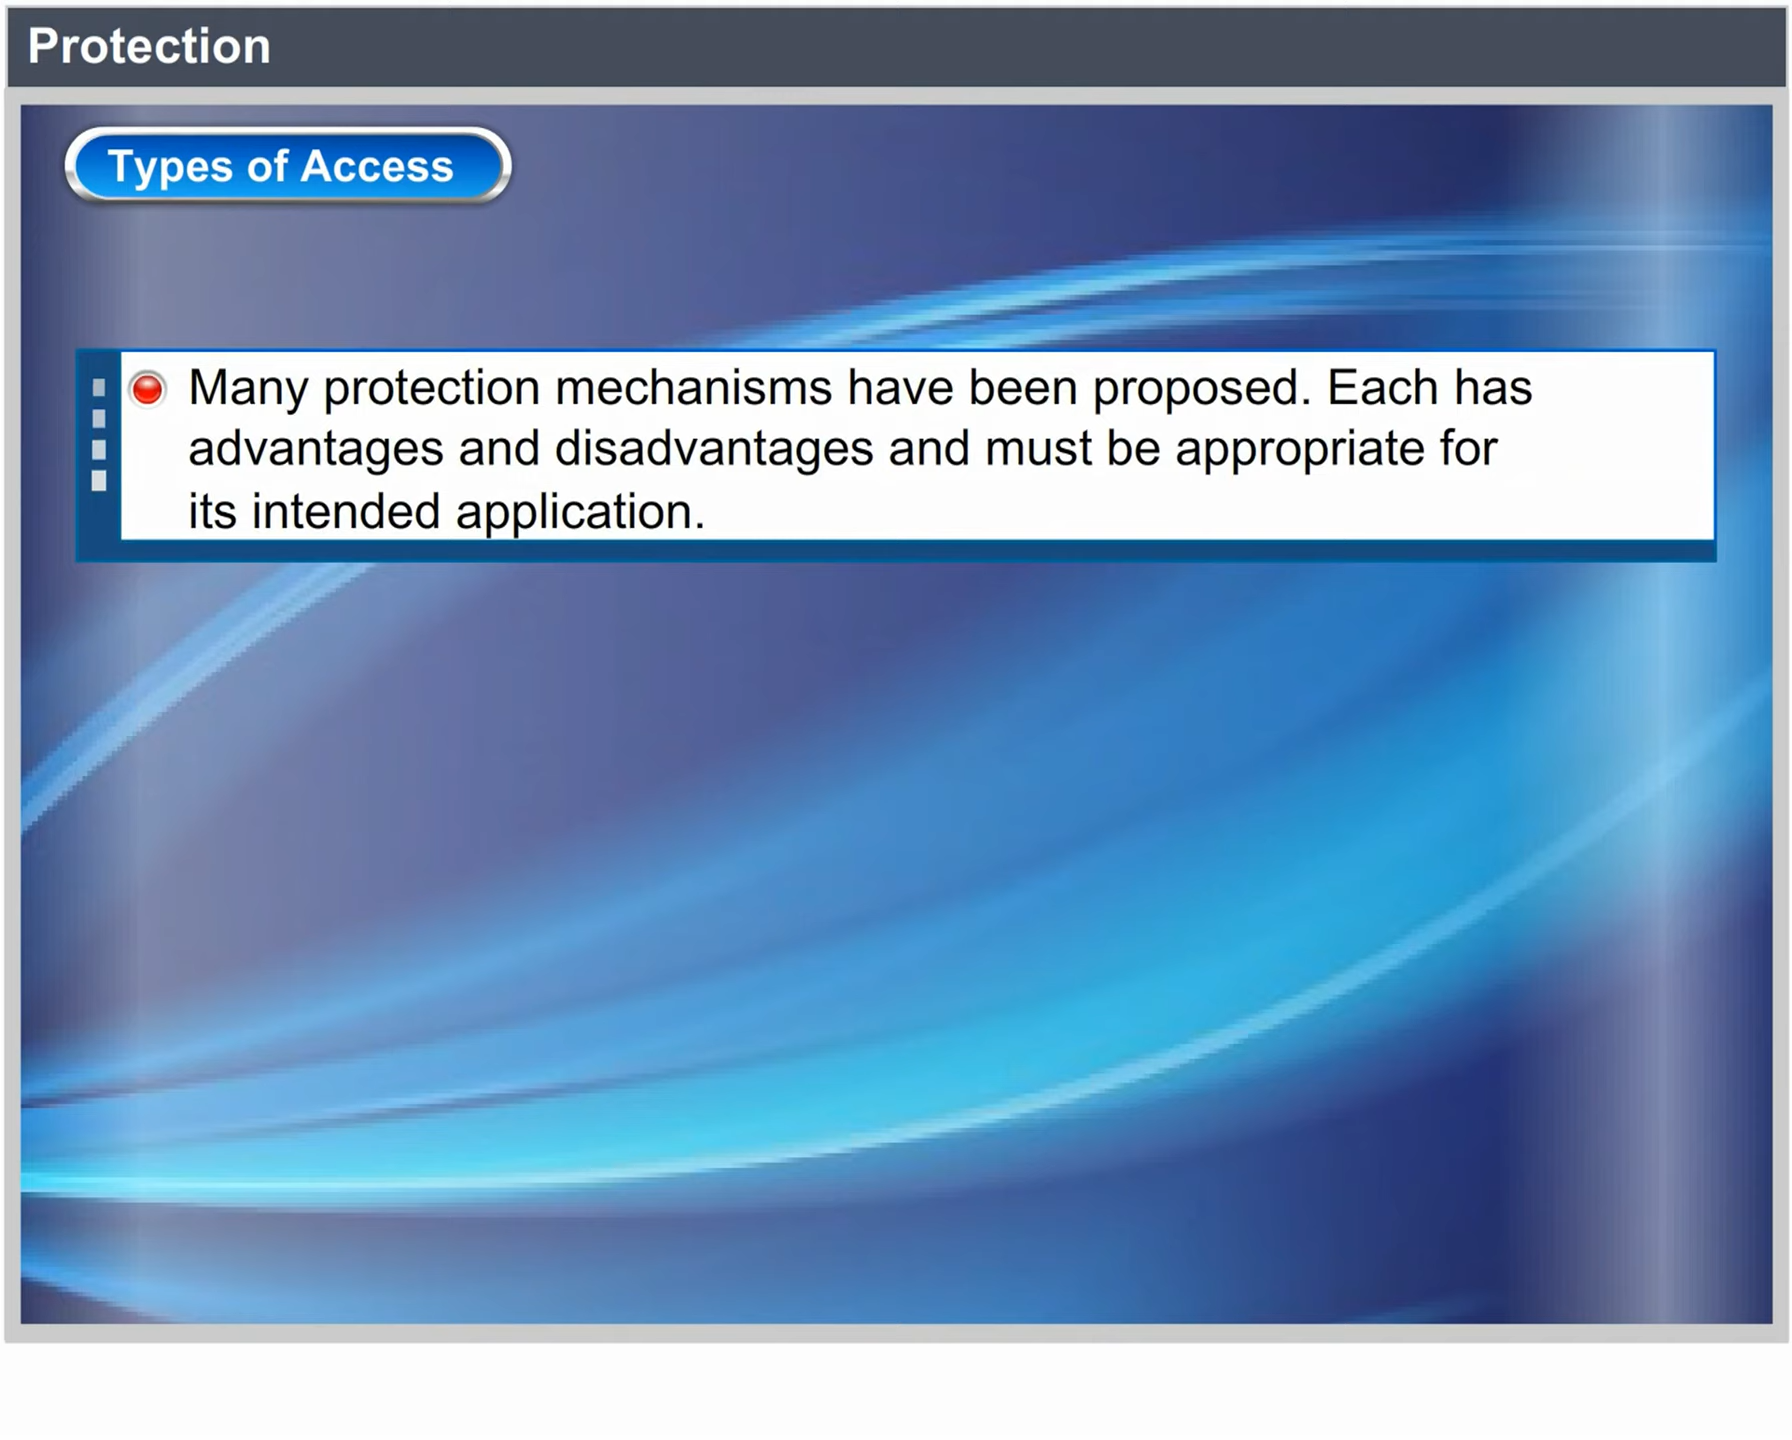 Protection
Types of Access
Many protection mechanisms have been proposed. Each has
advantages and disadvantages and must be appropriate for
its intended application.